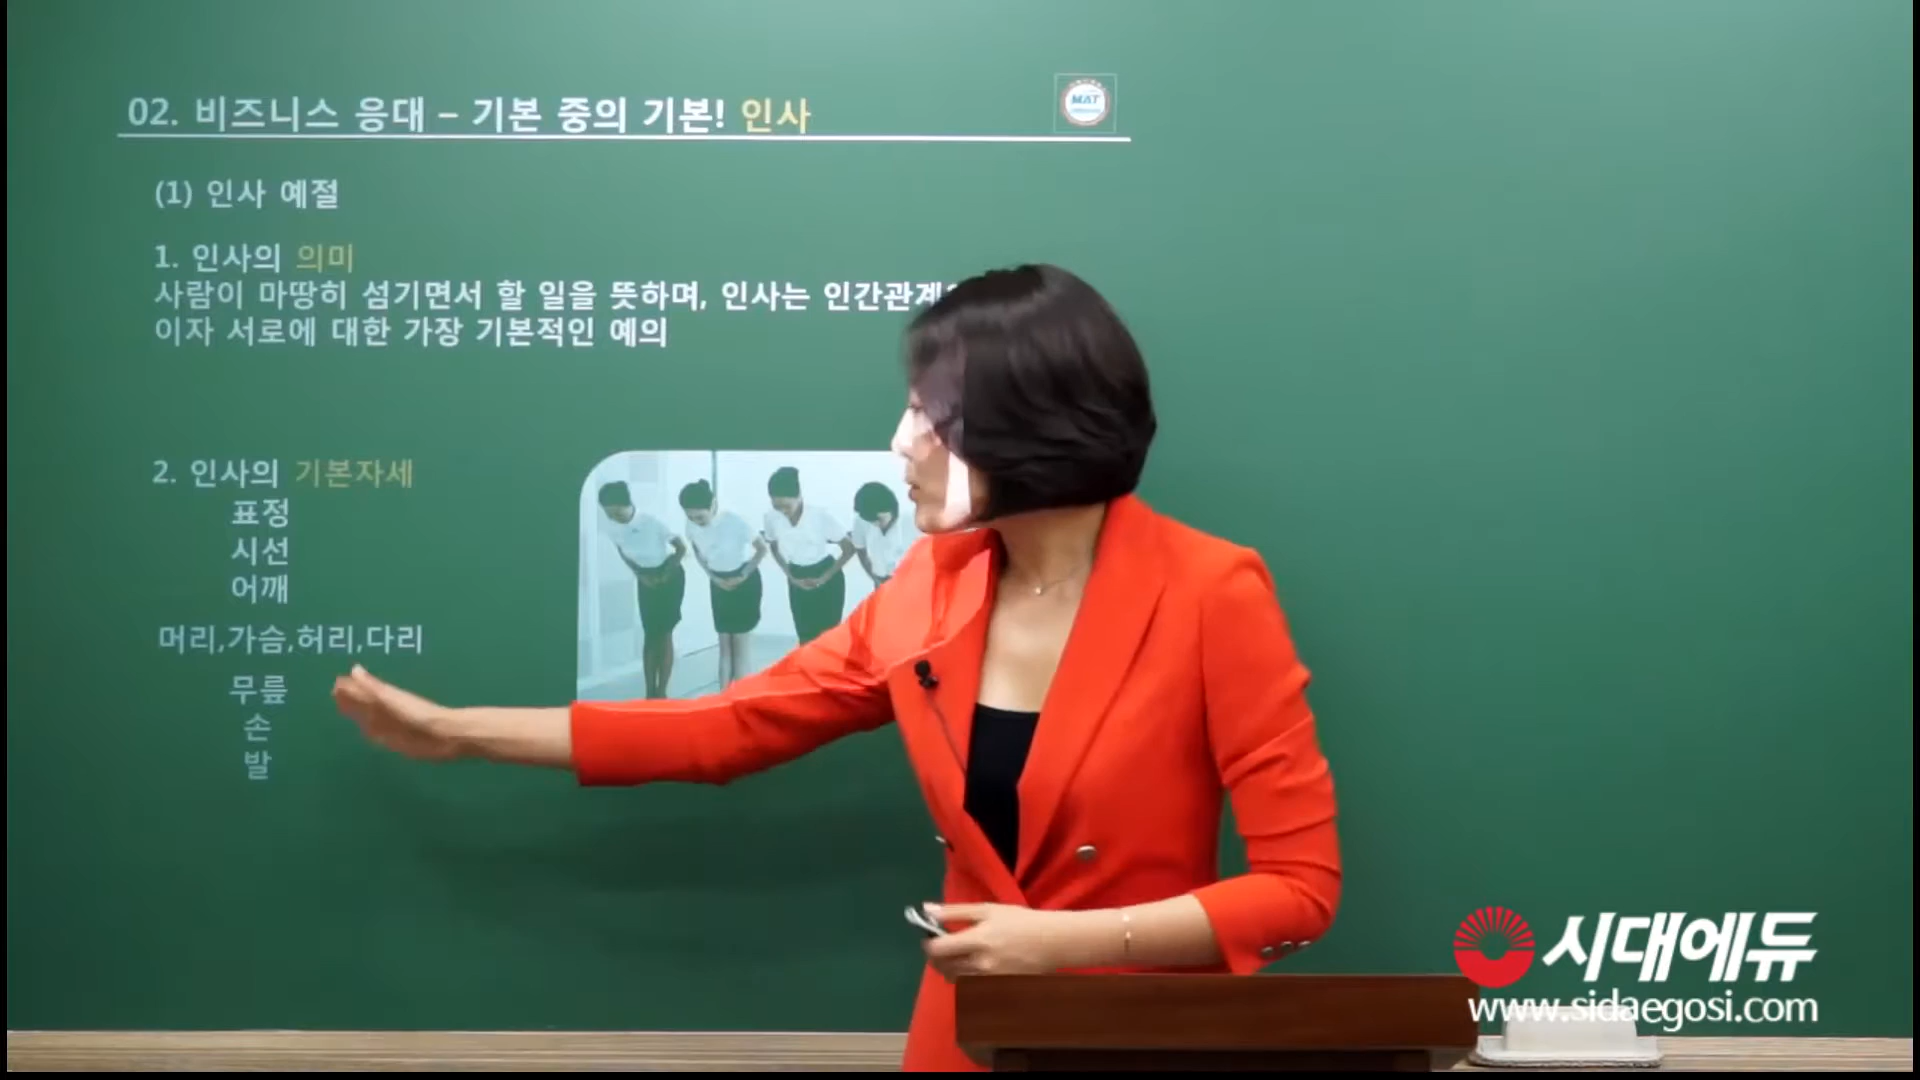 02. 비즈니스 응대 – 기본 중의 기본! 인사
MAT
(1) 인사 예절
1. 인사의 의미
사람이 마땅히 섬기면서 할 일을 뜻하며, 인사는 인간관계
이자 서로에 대한 가장 기본적인 예의
2. 인사의 기본자세
표정
시선
어깨
머리,가슴,허리,다리
무릎
손
발
시대에듀
www.sidaegosi.com